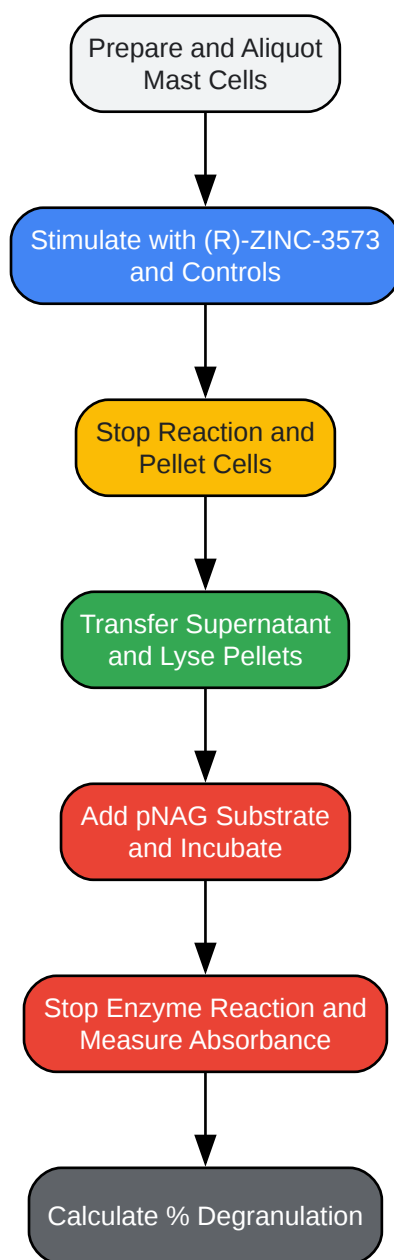 Prepare and Aliquot
Mast Cells
Stimulate with (R)-ZINC-3573
and Controls
Stop Reaction and
Pellet Cells
Transfer Supernatant
and Lyse Pellets
Add pNAG Substrate
and Incubate
Stop Enzyme Reaction and
Measure Absorbance
Calculate % Degranulation